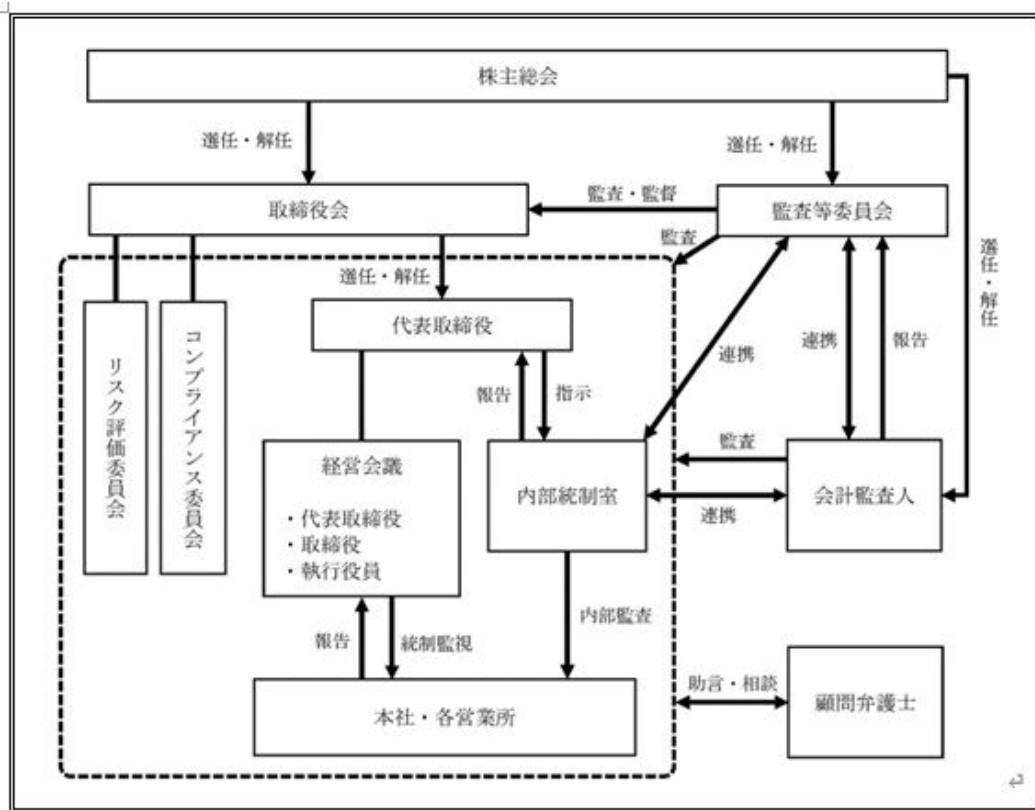 株主総会
選任・解任
選任・解任
取締役会
監査・監督
監査等委員会
監査
選任・解任
選任・解任
代表取締役
リスク評価委員会
コンプライアンス委員会
報告
指示
連携
連携
報告
経営会議
・代表取締役
・取締役
・執行役員
内部統制室
監査
連携
会計監査人
報告
統制監視
内部監査
本社・各営業所
助言・相談
顧問弁護士